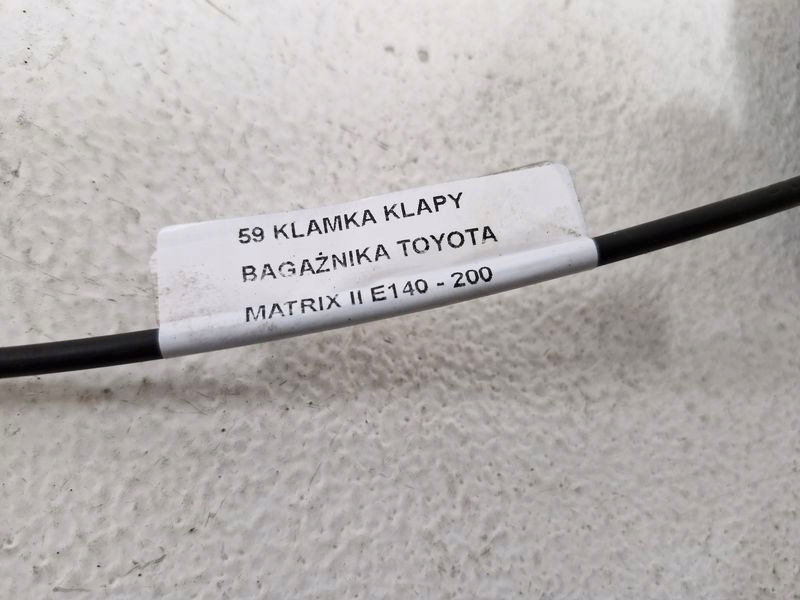 59 KLAMKA KLAPY
BAGAŻNIKA TOYOTA
MATRIX II E140 - 200